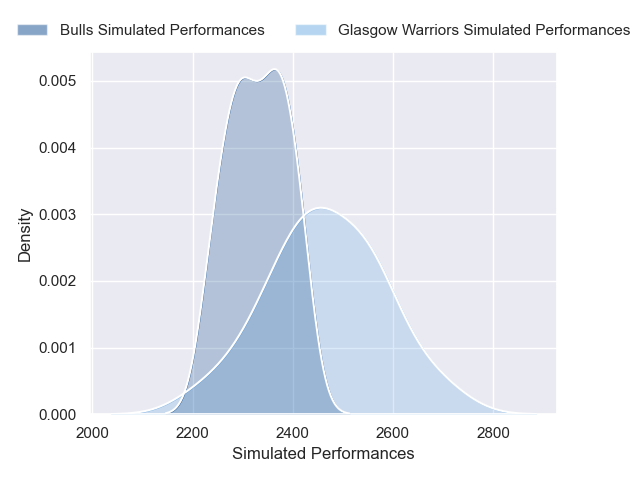 Bulls Simulated Performances
Glasgow Warriors Simulated Performances
0.005
0.004
0.003
0.002
0.001
0.000
Density
2000
2200
2400
2600
2800
Simulated Performances